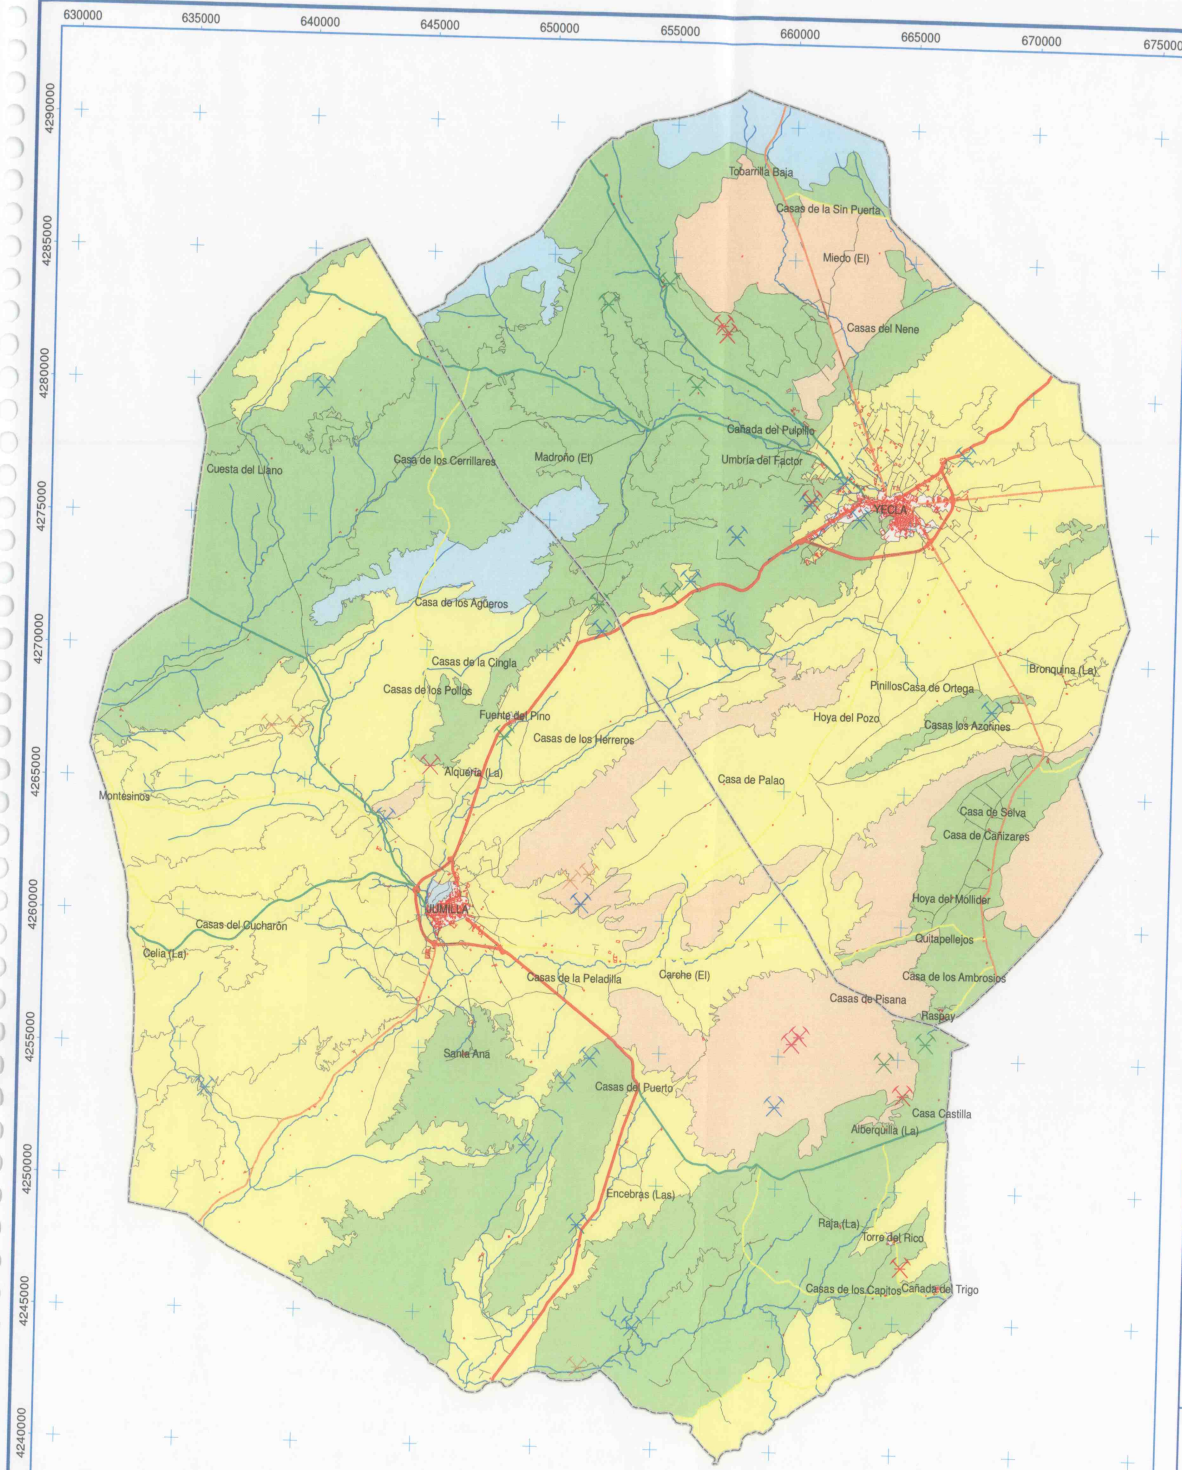 630000
635000
640000
645000
650000
655000
660000
665000
670000
675000
4290000
4285000
4280000
4275000
4270000
4265000
4260000
4255000
4250000
4245000
4240000
Tobarrilla Baja
Casas de la Sin Puerta
Miedo (El)
Casas del Nene
Cañada del Pulpillo
Umbría del Factor
Madroño (El)
Casa de los Cerrillares
Cuesta del Llano
YECLA
Casa de los Agüeros
Casas de la Cingla
Bronquina (La)
Casas de los Pollos
Pinillos
Casa de Ortega
Fuente del Pino
Hoya del Pozo
Casas los Azorines
Casas de los Herreros
Alquería (La)
Casa de Palao
Montesinos
Casa de Selva
Casa de Cañizares
Hoya del Mollider
JUMILLA
Casas del Cucharón
Quitapellejos
Celia (La)
Casas de la Peladilla
Carche (El)
Casa de los Ambrosios
Casas de Pisana
Raspay
Santa Ana
Casas del Puerto
Casa Castilla
Alberquilla (La)
Encebras (Las)
Raja (La)
Torre del Rico
Casas de los Capitos
Cañada del Trigo